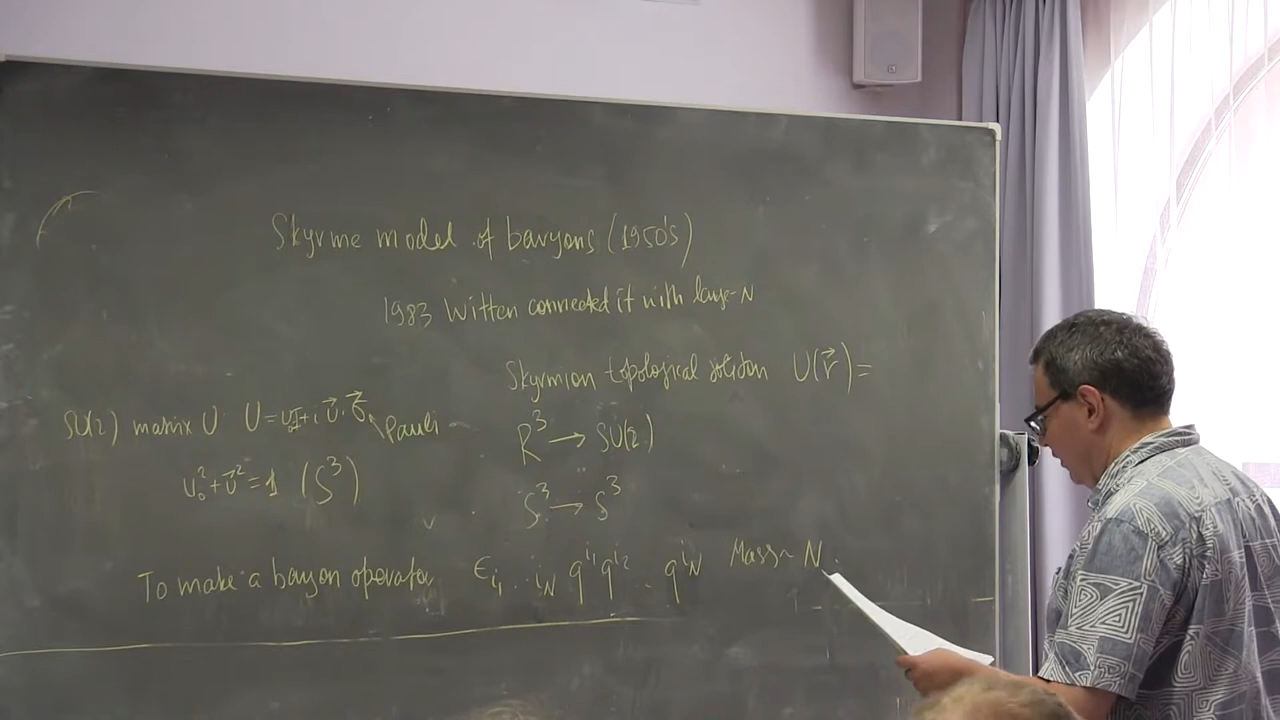 Skyrme model of baryons (1950's)
1983 Witten connected it with large-N
Skyrmion topological soliton U(r⃗)=
SU(2) matrix U U=u₀I+i v⃗·σ⃗ Pauli
R³ → SU(2)
u₀²+v⃗²=1 (S³)
S³ → S³
To make a baryon operator ε_{i₁...i_N} q^{i₁} q^{i₂} .. q^{i_N} Mass ~ N.